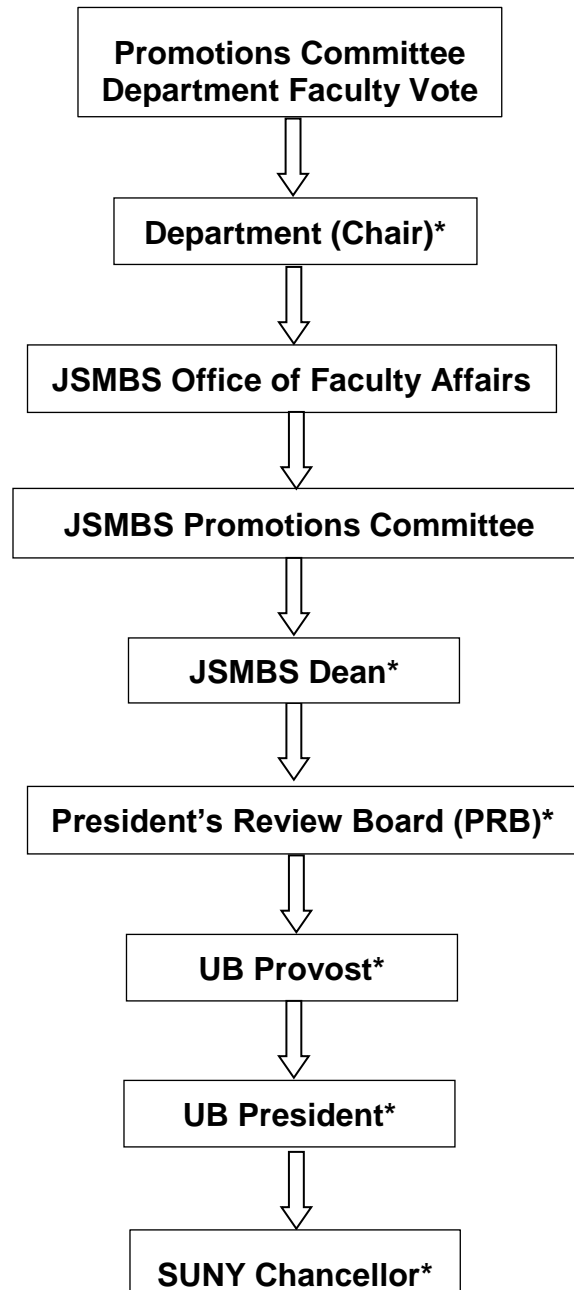 Promotions Committee
Department Faculty Vote
Department (Chair)*
JSMBS Office of Faculty Affairs
JSMBS Promotions Committee
JSMBS Dean*
President’s Review Board (PRB)*
UB Provost*
UB President*
SUNY Chancellor*